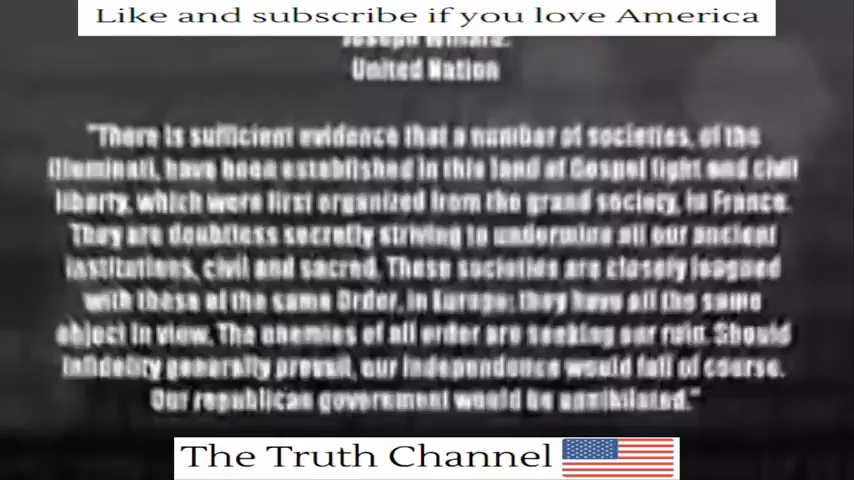 Like and subscribe if you love America
Joseph Willard.
United Nation
"There is sufficient evidence that a number of societies, of the
Illuminati, have been established in this land of Gospel light and civil
liberty, which were first organized from the grand society, in France.
They are doubtless secretly striving to undermine all our ancient
institutions, civil and sacred. These societies are closely leagued
with those of the same Order, in Europe; they have all the same
object in view. The enemies of all order are seeking our ruin. Should
infidelity generally prevail, our independence would fall of course.
Our republican government would be annihilated."
The Truth Channel